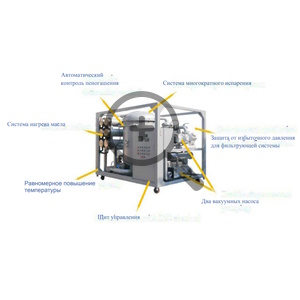 Автоматический
контроль пеногашения
Система многократного испарения
Система нагрева масла
Защита от избыточного давления
для фильтрующей системы
Равномерное повышение
температуры
Два вакуумных насоса
Щит управления